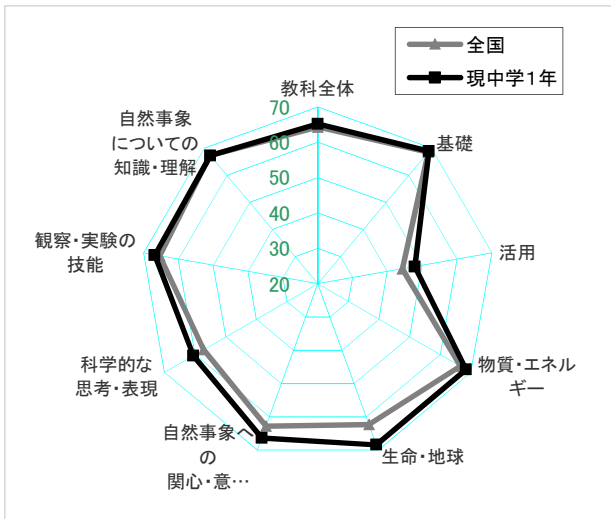 全国
現中学1年
教科全体
70
60
50
40
30
20
基礎
活用
物質・エネル
ギー
生命・地球
自然事象へ
の
関心・意…
科学的な
思考・表現
観察・実験の
技能
自然事象
についての
知識・理解